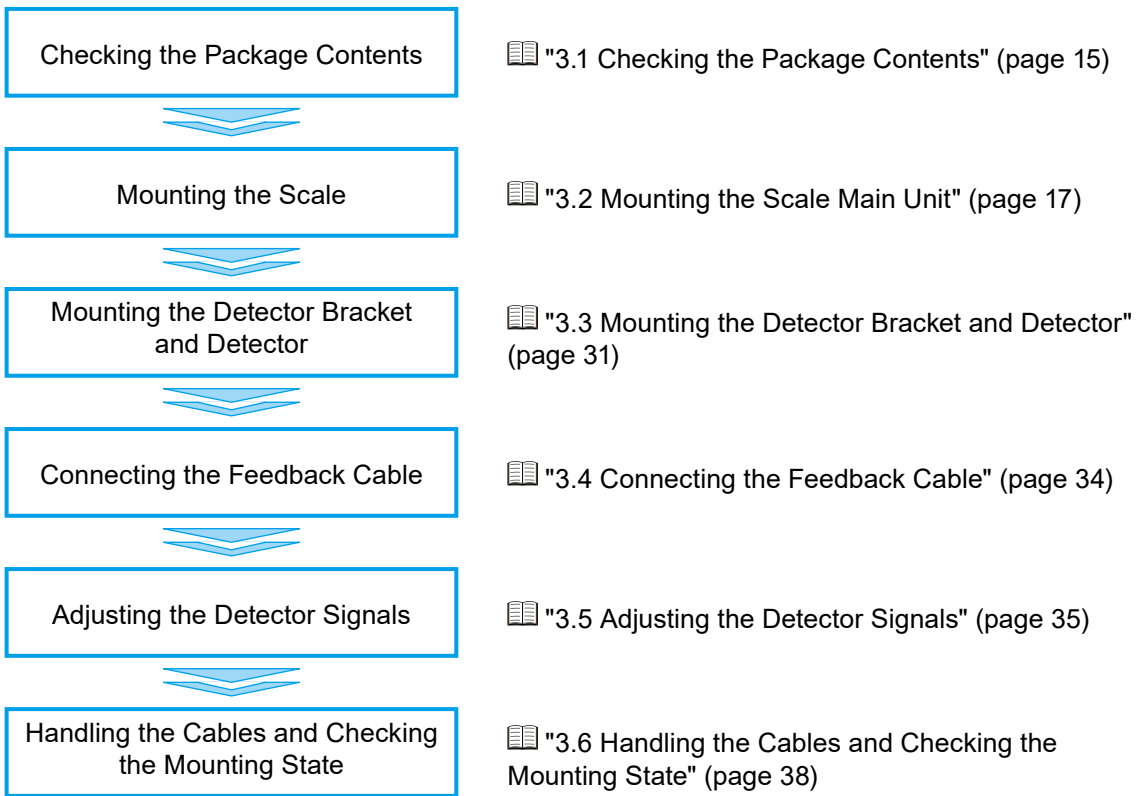 Checking the Package Contents
"3.1 Checking the Package Contents" (page 15)
Mounting the Scale
"3.2 Mounting the Scale Main Unit" (page 17)
Mounting the Detector Bracket
and Detector
"3.3 Mounting the Detector Bracket and Detector"
(page 31)
Connecting the Feedback Cable
"3.4 Connecting the Feedback Cable" (page 34)
Adjusting the Detector Signals
"3.5 Adjusting the Detector Signals" (page 35)
Handling the Cables and Checking
the Mounting State
"3.6 Handling the Cables and Checking the
Mounting State" (page 38)